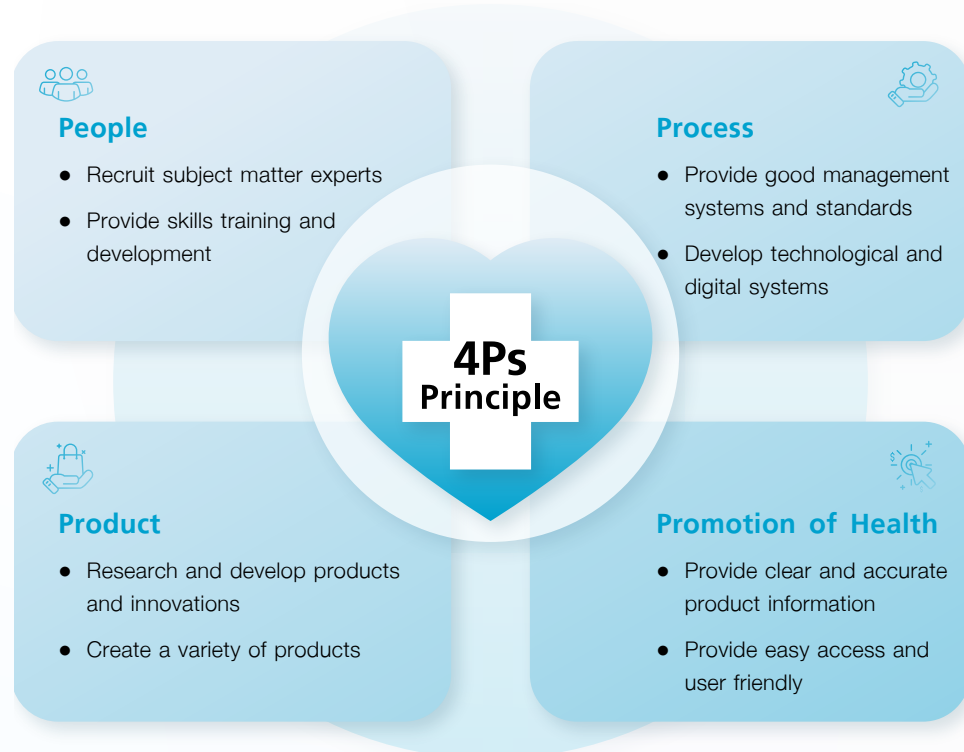 People
● Recruit subject matter experts
● Provide skills training and
development
Process
● Provide good management
systems and standards
● Develop technological and
digital systems
4Ps
Principle
Product
● Research and develop products
and innovations
● Create a variety of products
Promotion of Health
● Provide clear and accurate
product information
● Provide easy access and
user friendly